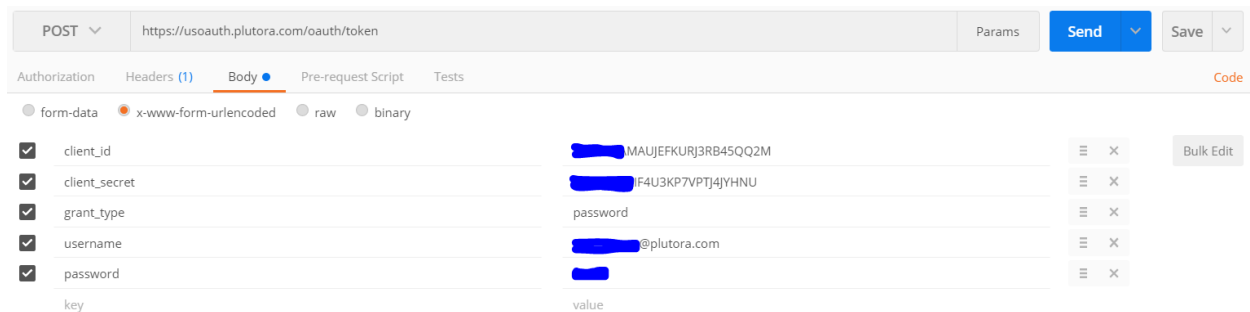 POST https://usoauth.plutora.com/oauth/token Params Send Save
Authorization Headers (1) Body Pre-request Script Tests Code
form-data x-www-form-urlencoded raw binary
client_id MAUJEFKURJ3RB45QQ2M Bulk Edit
client_secret IF4U3KP7VPTJ4JYHNU
grant_type password
username @plutora.com
password
key value